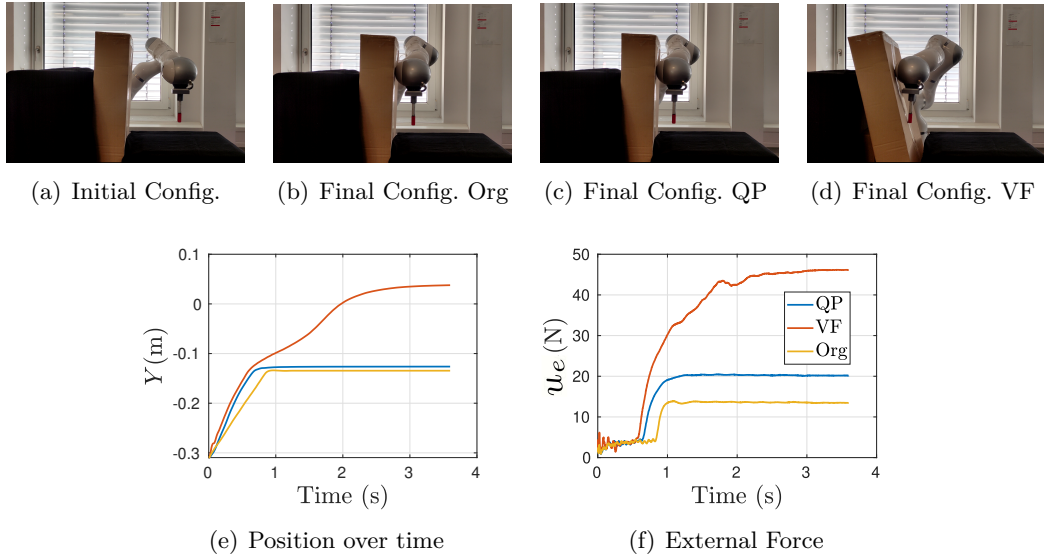 (a) Initial Config.
(b) Final Config. Org
(c) Final Config. QP
(d) Final Config. VF
0.1
0
-0.1
-0.2
-0.3
0 1 2 3 4
Y(m)
Time (s)
(e) Position over time
50
40
30
20
10
0
0 1 2 3 4
u_e(N)
QP
VF
Org
Time (s)
(f) External Force